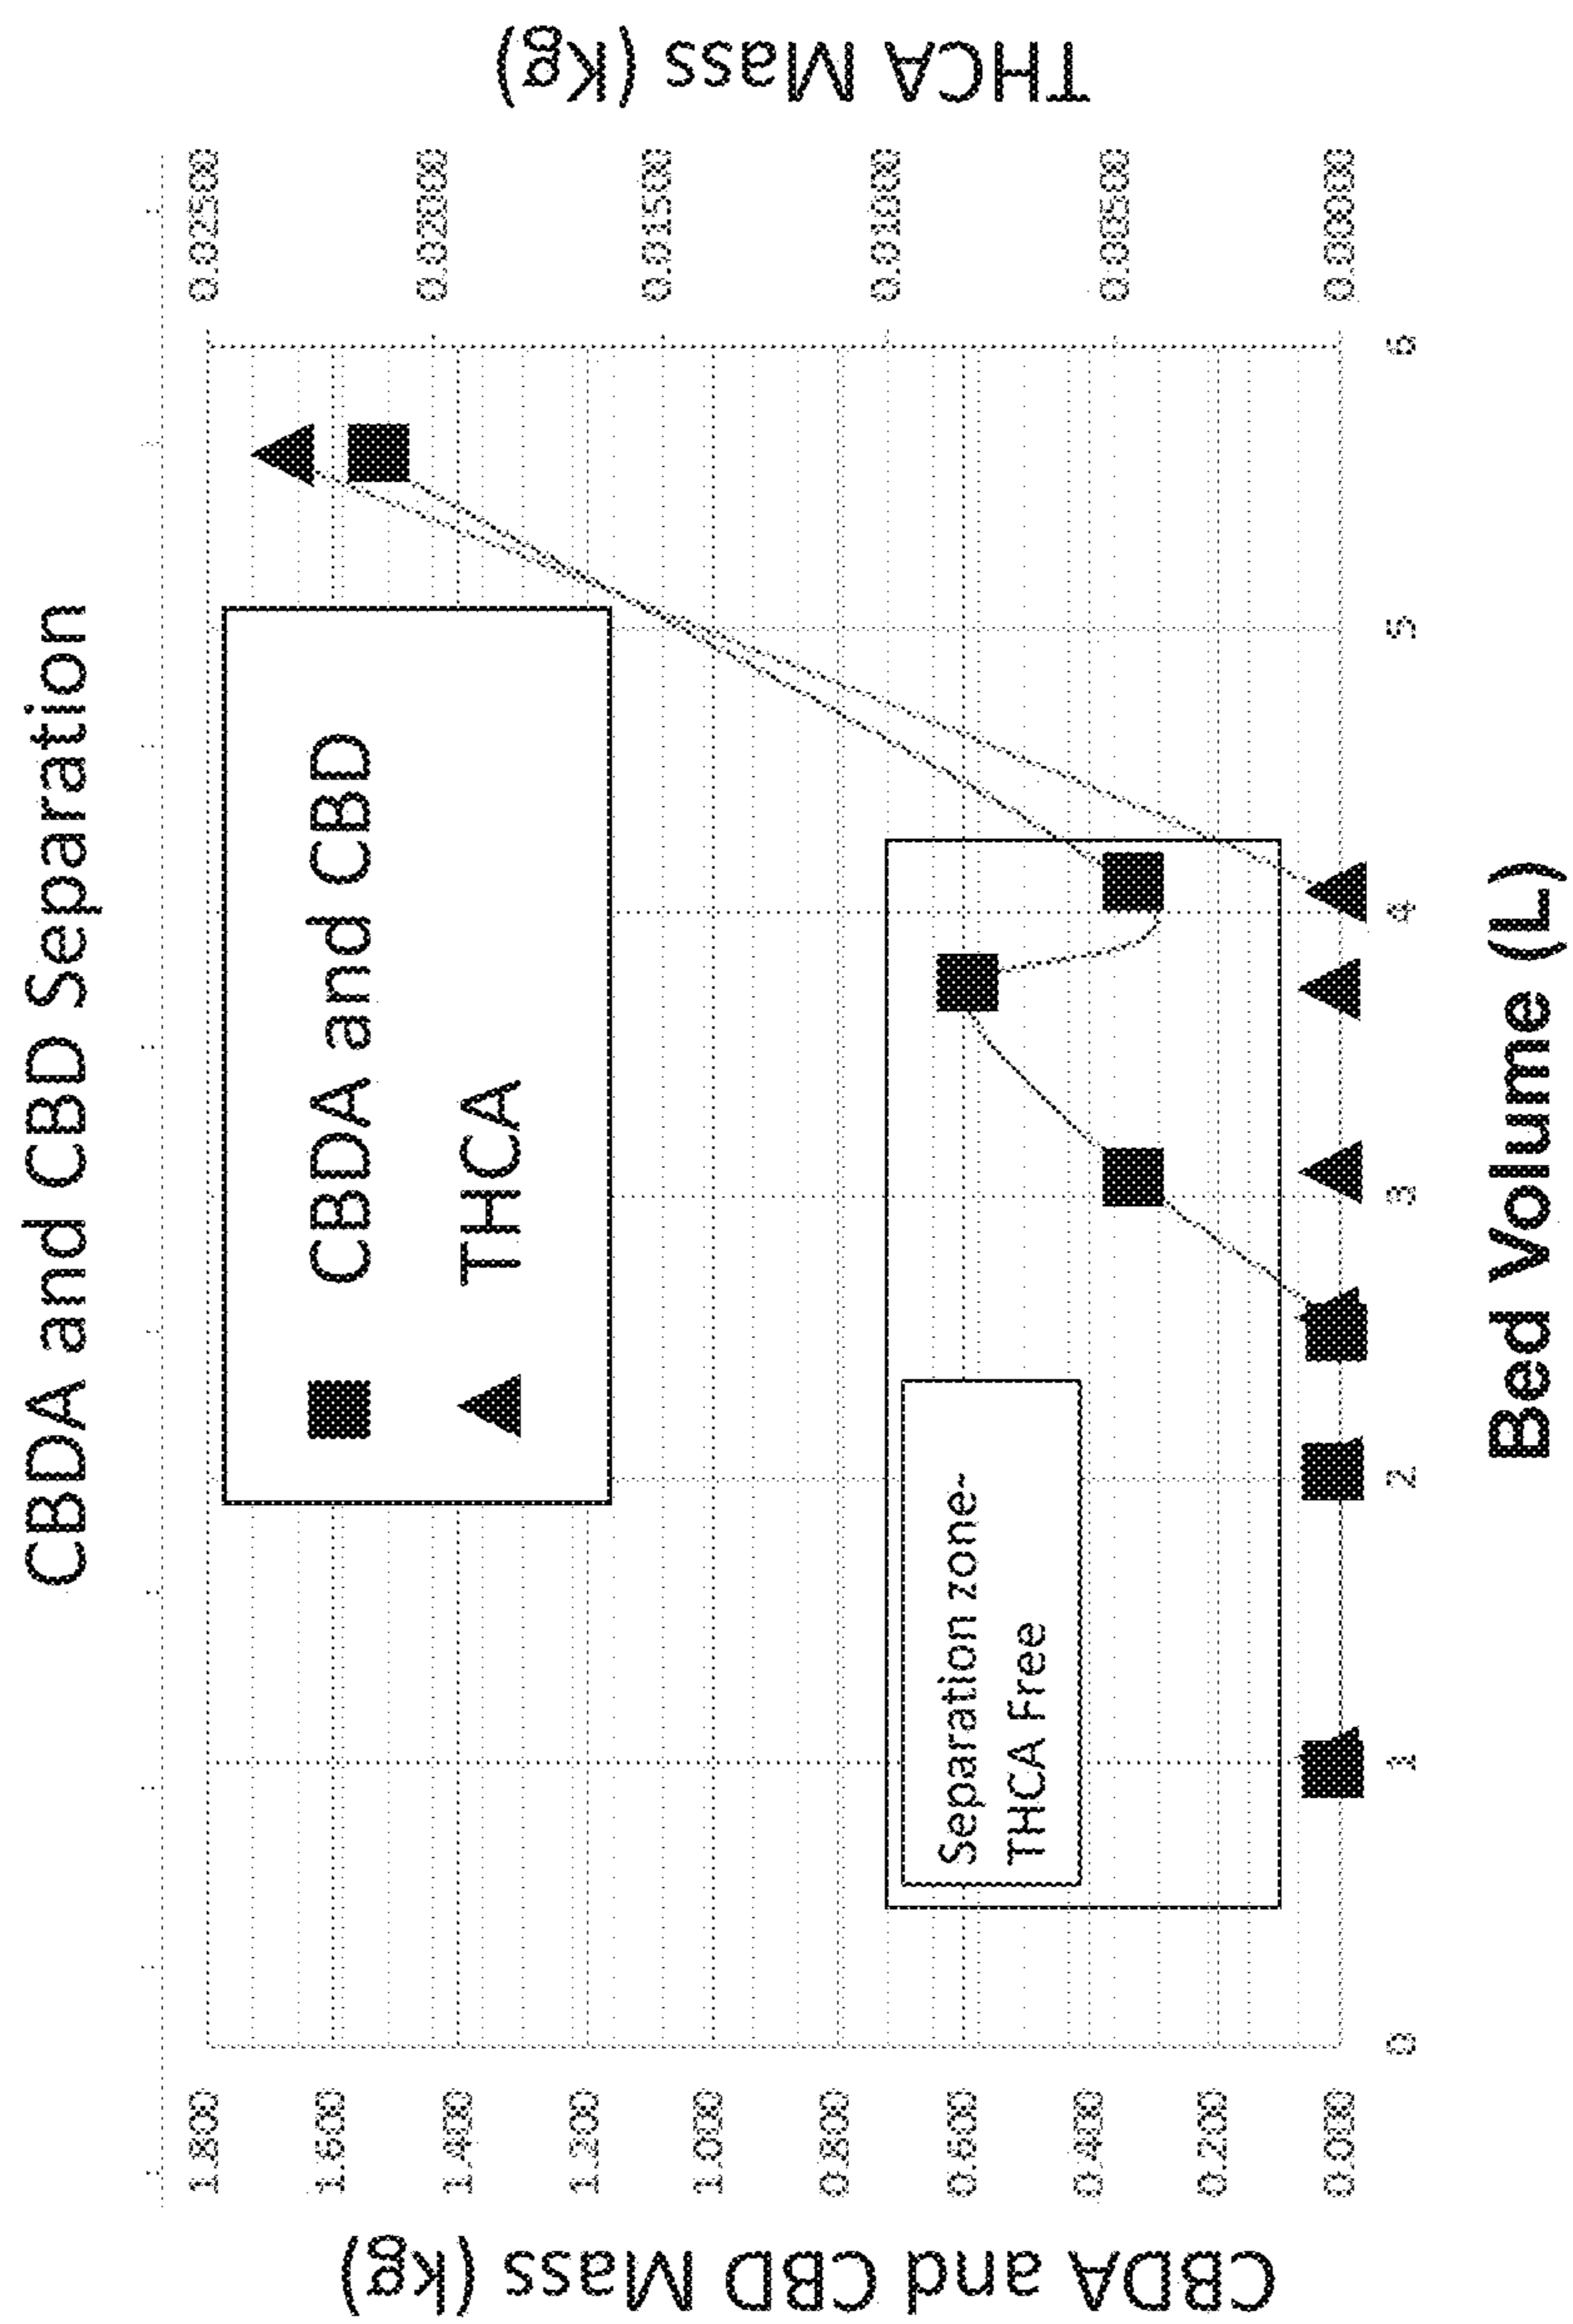 CBDA and CBD Separation
CBDA and CBD Mass (kg)
1.800
1.600
1.400
1.200
1.000
0.800
0.600
0.400
0.200
0.000
CBDA and CBD
THCA
Separation zone-
THCA Free
0.02500
0.02000
0.01500
0.01000
0.00500
0.00000
THCA Mass (Kg)
0 1 2 3 4 5 6
Bed Volume (L)